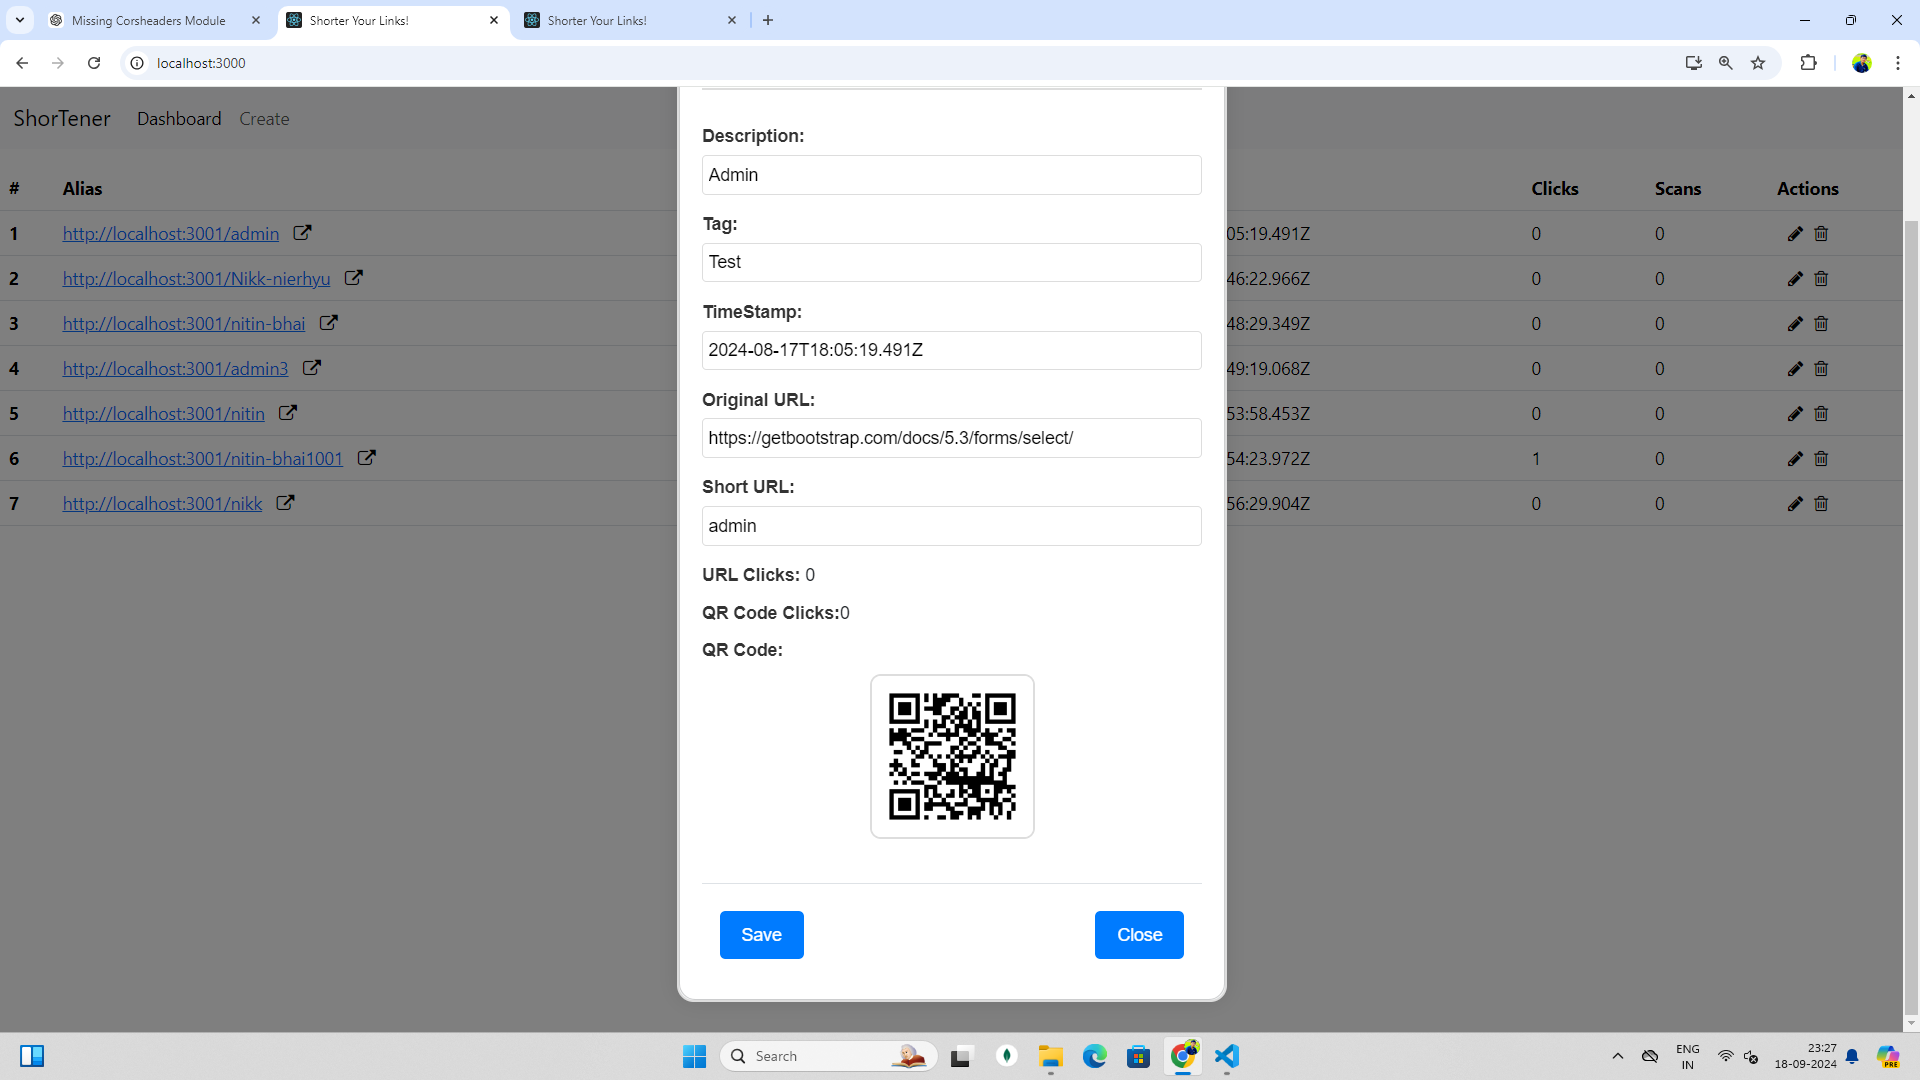 Missing Corsheaders Module
Shorter Your Links!
Shorter Your Links!
localhost:3000
ShorTener
Dashboard
Create
# Alias Clicks Scans Actions
1 http://localhost:3001/admin 05:19.491Z 0 0
2 http://localhost:3001/Nikk-nierhyu 46:22.966Z 0 0
3 http://localhost:3001/nitin-bhai 48:29.349Z 0 0
4 http://localhost:3001/admin3 49:19.068Z 0 0
5 http://localhost:3001/nitin 53:58.453Z 0 0
6 http://localhost:3001/nitin-bhai1001 54:23.972Z 1 0
7 http://localhost:3001/nikk 56:29.904Z 0 0
Description:
Admin
Tag:
Test
TimeStamp:
2024-08-17T18:05:19.491Z
Original URL:
https://getbootstrap.com/docs/5.3/forms/select/
Short URL:
admin
URL Clicks: 0
QR Code Clicks:0
QR Code:
Save
Close
Search
ENG
IN
23:27
18-09-2024
PRE